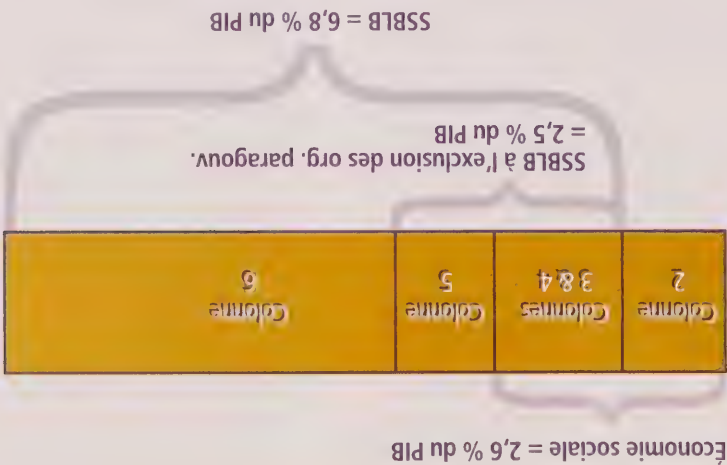 Économie sociale = 2,6 % du PIB
Colonne
2
Colonnes
3 & 4
Colonne
5
Colonne
6
SSBLB à l'exclusion des org. paragouv.
= 2,5 % du PIB
SSBLB = 6,8 % du PIB